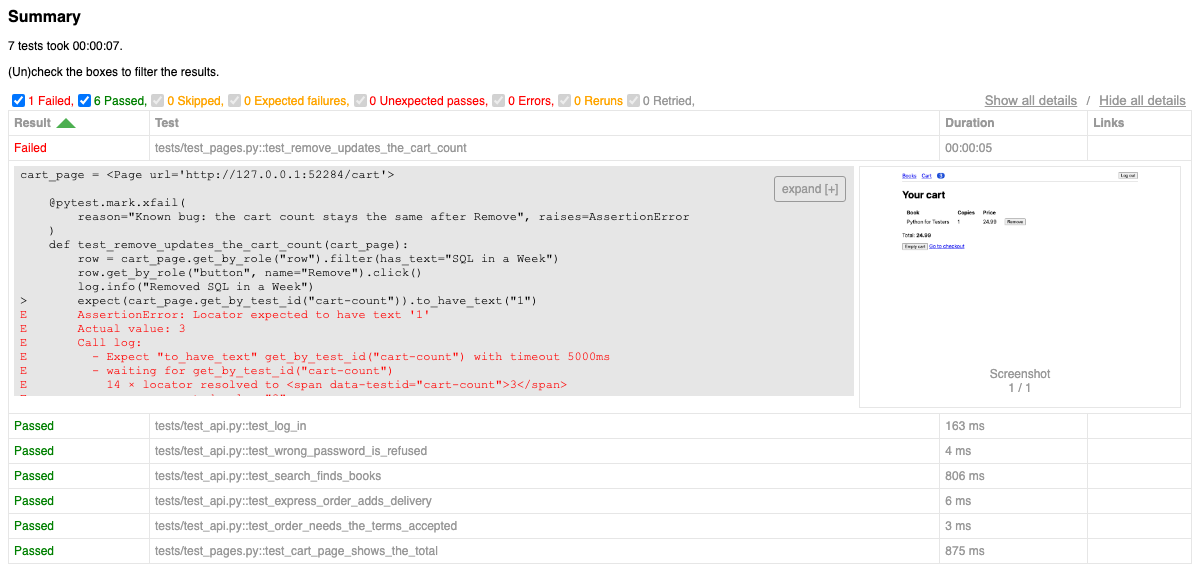 Summary
7 tests took 00:00:07.
(Un)check the boxes to filter the results.
1 Failed, 6 Passed, 0 Skipped, 0 Expected failures, 0 Unexpected passes, 0 Errors, 0 Reruns 0 Retried, Show all details / Hide all details
Result Test Duration Links
Failed tests/test_pages.py::test_remove_updates_the_cart_count 00:00:05
cart_page = <Page url='http://127.0.0.1:52284/cart'>
expand [+]
@pytest.mark.xfail(
reason="Known bug: the cart count stays the same after Remove", raises=AssertionError
)
def test_remove_updates_the_cart_count(cart_page):
row = cart_page.get_by_role("row").filter(has_text="SQL in a Week")
row.get_by_role("button", name="Remove").click()
log.info("Removed SQL in a Week")
> expect(cart_page.get_by_test_id("cart-count")).to_have_text("1")
E AssertionError: Locator expected to have text '1'
E Actual value: 3
E Call log:
E - Expect "to_have_text" get_by_test_id("cart-count") with timeout 5000ms
E - waiting for get_by_test_id("cart-count")
E 14 × locator resolved to <span data-testid="cart-count">3</span>
Books Cart 3 Log out
Your cart
Book Copies Price
Python for Testers 1 24.99 Remove
Total: 24.99
Empty cart Go to checkout
Screenshot
1 / 1
Passed tests/test_api.py::test_log_in 163 ms
Passed tests/test_api.py::test_wrong_password_is_refused 4 ms
Passed tests/test_api.py::test_search_finds_books 806 ms
Passed tests/test_api.py::test_express_order_adds_delivery 6 ms
Passed tests/test_api.py::test_order_needs_the_terms_accepted 3 ms
Passed tests/test_pages.py::test_cart_page_shows_the_total 875 ms